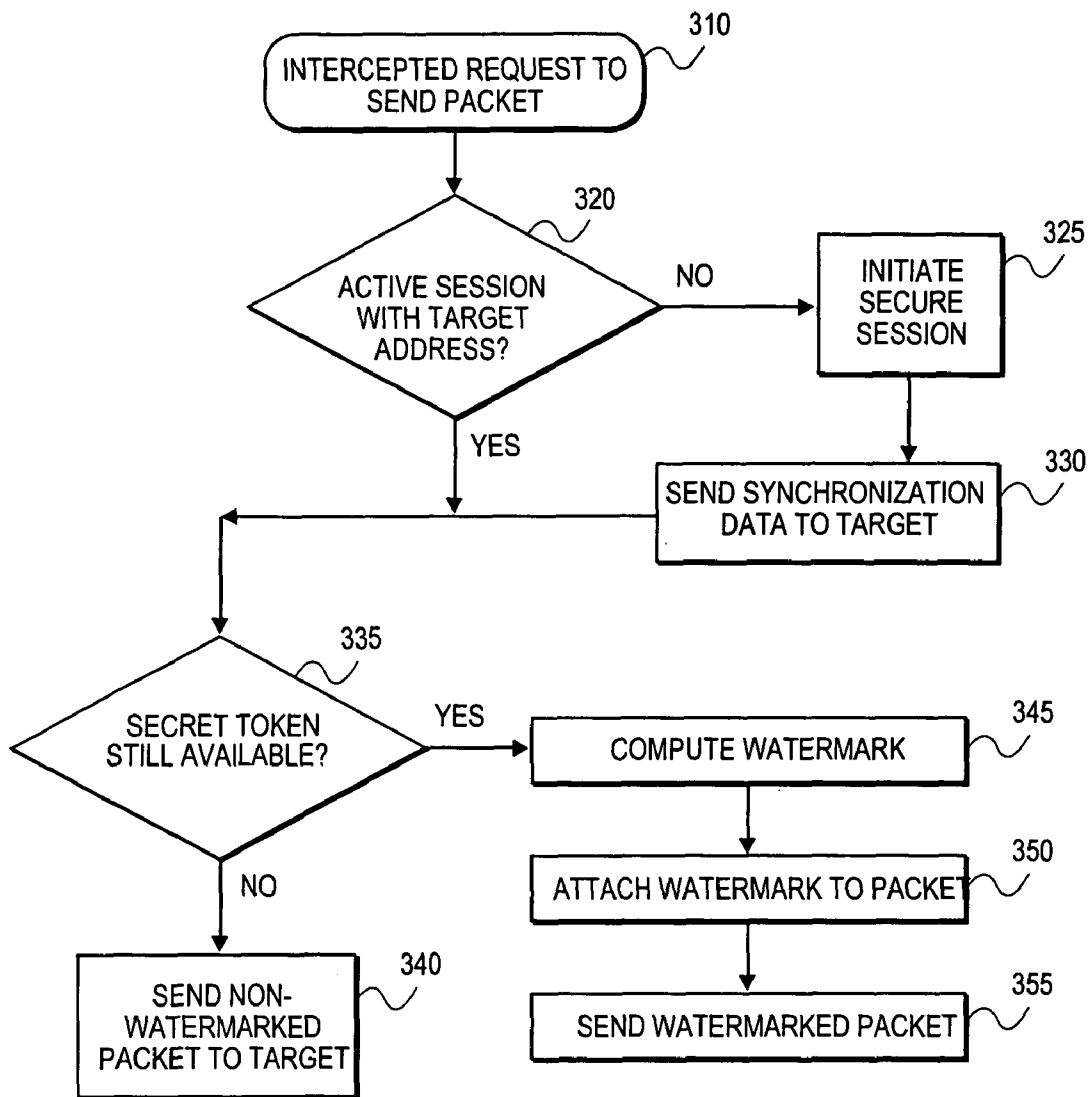 310
INTERCEPTED REQUEST TO
SEND PACKET
320
ACTIVE SESSION
WITH TARGET
ADDRESS?
NO
325
INITIATE
SECURE
SESSION
YES
330
SEND SYNCHRONIZATION
DATA TO TARGET
335
SECRET TOKEN
STILL AVAILABLE?
YES
345
COMPUTE WATERMARK
350
ATTACH WATERMARK TO PACKET
NO
340
SEND NON-
WATERMARKED
PACKET TO TARGET
355
SEND WATERMARKED PACKET